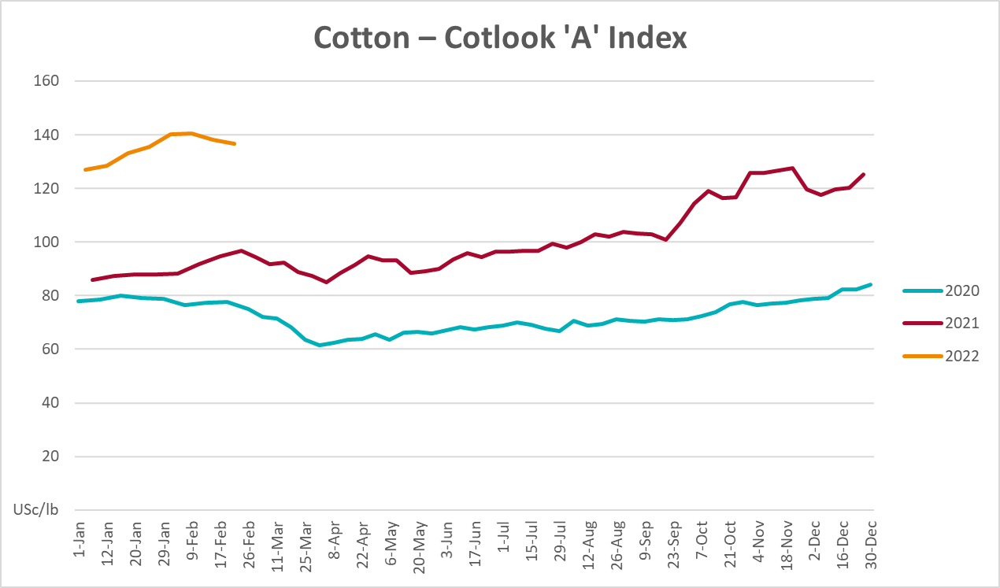 Cotton – Cotlook 'A' Index
160
140
120
100
80
60
40
20
USc/lb
1-Jan
12-Jan
20-Jan
29-Jan
9-Feb
17-Feb
26-Feb
11-Mar
25-Mar
8-Apr
22-Apr
6-May
20-May
3-Jun
17-Jun
1-Jul
15-Jul
29-Jul
12-Aug
26-Aug
9-Sep
23-Sep
7-Oct
21-Oct
4-Nov
18-Nov
2-Dec
16-Dec
30-Dec
2020
2021
2022